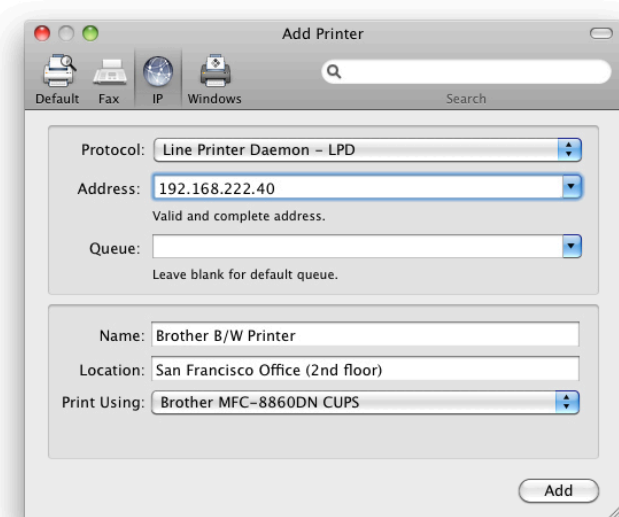 Add Printer
Default Fax IP Windows Search
Protocol: Line Printer Daemon – LPD
Address: 192.168.222.40
Valid and complete address.
Queue:
Leave blank for default queue.
Name: Brother B/W Printer
Location: San Francisco Office (2nd floor)
Print Using: Brother MFC-8860DN CUPS
Add